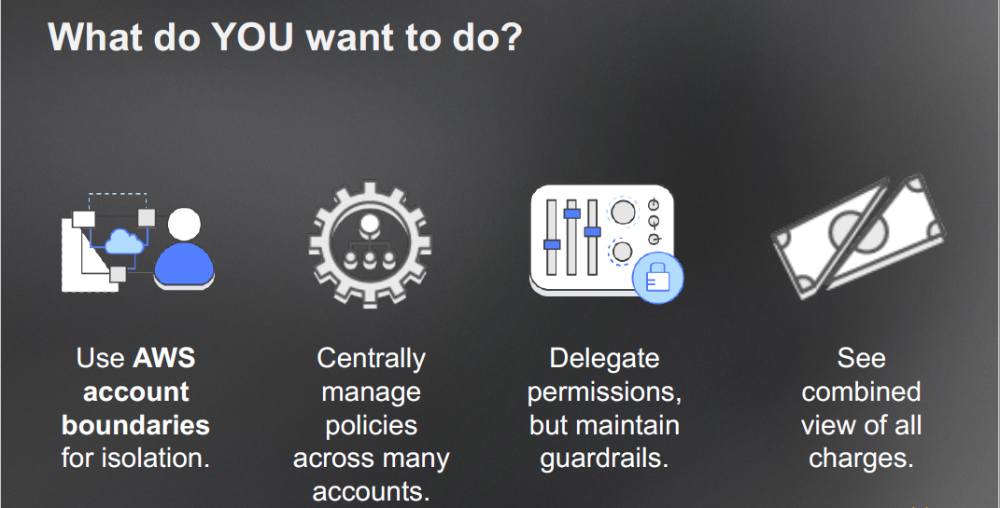 What do YOU want to do?
Use AWS
account
boundaries
for isolation.
Centrally
manage
policies
across many
accounts.
Delegate
permissions,
but maintain
guardrails.
See
combined
view of all
charges.